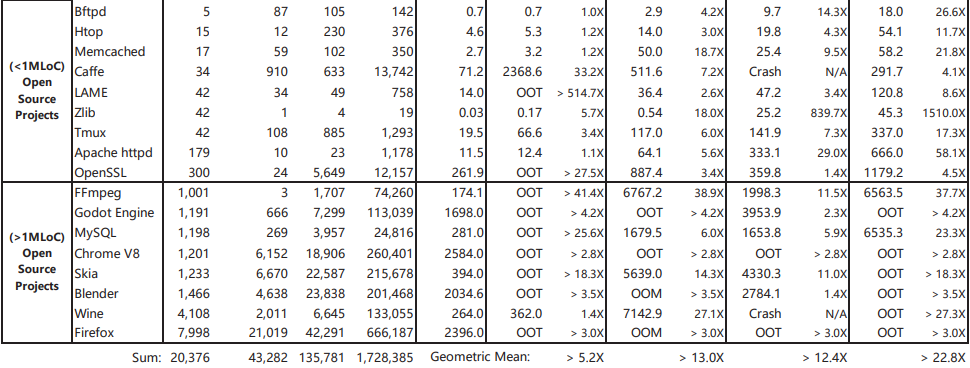 Bftpd 5 87 105 142 0.7 0.7 1.0X 2.9 4.2X 9.7 14.3X 18.0 26.6X
Htop 15 12 230 376 4.6 5.3 1.2X 14.0 3.0X 19.8 4.3X 54.1 11.7X
Memcached 17 59 102 350 2.7 3.2 1.2X 50.0 18.7X 25.4 9.5X 58.2 21.8X
(<1MLoC) Caffe 34 910 633 13,742 71.2 2368.6 33.2X 511.6 7.2X Crash N/A 291.7 4.1X
Open LAME 42 34 49 758 14.0 OOT > 514.7X 36.4 2.6X 47.2 3.4X 120.8 8.6X
Source
Projects Zlib 42 1 4 19 0.03 0.17 5.7X 0.54 18.0X 25.2 839.7X 45.3 1510.0X
Tmux 42 108 885 1,293 19.5 66.6 3.4X 117.0 6.0X 141.9 7.3X 337.0 17.3X
Apache httpd 179 10 23 1,178 11.5 12.4 1.1X 64.1 5.6X 333.1 29.0X 666.0 58.1X
OpenSSL 300 24 5,649 12,157 261.9 OOT > 27.5X 887.4 3.4X 359.8 1.4X 1179.2 4.5X
FFmpeg 1,001 3 1,707 74,260 174.1 OOT > 41.4X 6767.2 38.9X 1998.3 11.5X 6563.5 37.7X
Godot Engine 1,191 666 7,299 113,039 1698.0 OOT > 4.2X OOT > 4.2X 3953.9 2.3X OOT > 4.2X
(>1MLoC) MySQL 1,198 269 3,957 24,816 281.0 OOT > 25.6X 1679.5 6.0X 1653.8 5.9X 6535.3 23.3X
Open Chrome V8 1,201 6,152 18,906 260,401 2584.0 OOT > 2.8X OOT > 2.8X OOT > 2.8X OOT > 2.8X
Source Skia 1,233 6,670 22,587 215,678 394.0 OOT > 18.3X 5639.0 14.3X 4330.3 11.0X OOT > 18.3X
Projects Blender 1,466 4,638 23,838 201,468 2034.6 OOT > 3.5X OOM > 3.5X 2784.1 1.4X OOT > 3.5X
Wine 4,108 2,011 6,645 133,055 264.0 362.0 1.4X 7142.9 27.1X Crash N/A OOT > 27.3X
Firefox 7,998 21,019 42,291 666,187 2396.0 OOT > 3.0X OOM > 3.0X OOT > 3.0X OOT > 3.0X
Sum: 20,376 43,282 135,781 1,728,385 Geometric Mean: > 5.2X > 13.0X > 12.4X > 22.8X